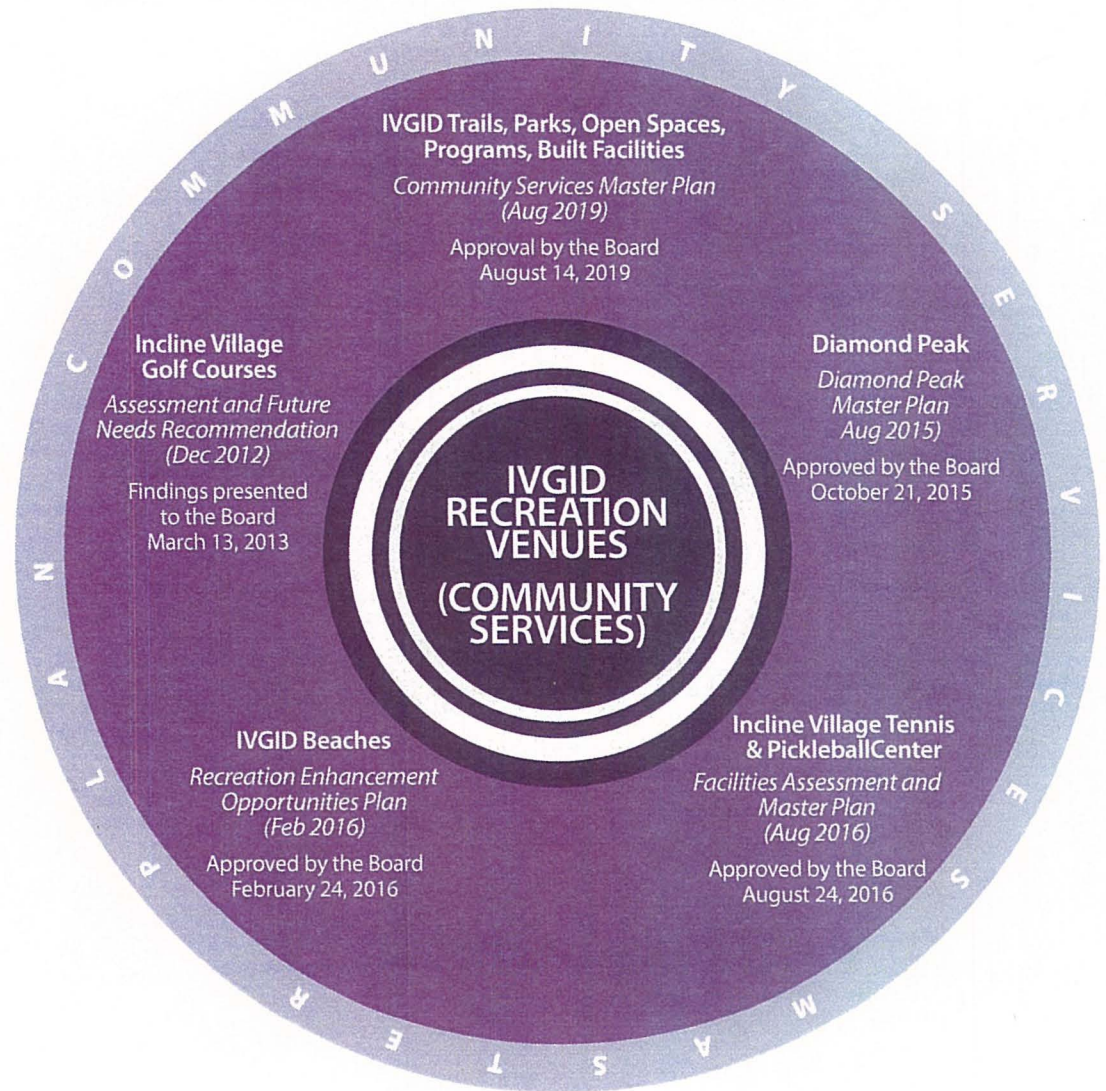 COMMUNITY SERVICES MASTER PLAN
IVGID Trails, Parks, Open Spaces,
Programs, Built Facilities
Community Services Master Plan
(Aug 2019)
Approval by the Board
August 14, 2019
Incline Village
Golf Courses
Assessment and Future
Needs Recommendation
(Dec 2012)
Findings presented
to the Board
March 13, 2013
Diamond Peak
Diamond Peak
Master Plan
Aug 2015)
Approved by the Board
October 21, 2015
IVGID
RECREATION
VENUES
(COMMUNITY
SERVICES)
IVGID Beaches
Recreation Enhancement
Opportunities Plan
(Feb 2016)
Approved by the Board
February 24, 2016
Incline Village Tennis
& PickleballCenter
Facilities Assessment and
Master Plan
(Aug 2016)
Approved by the Board
August 24, 2016